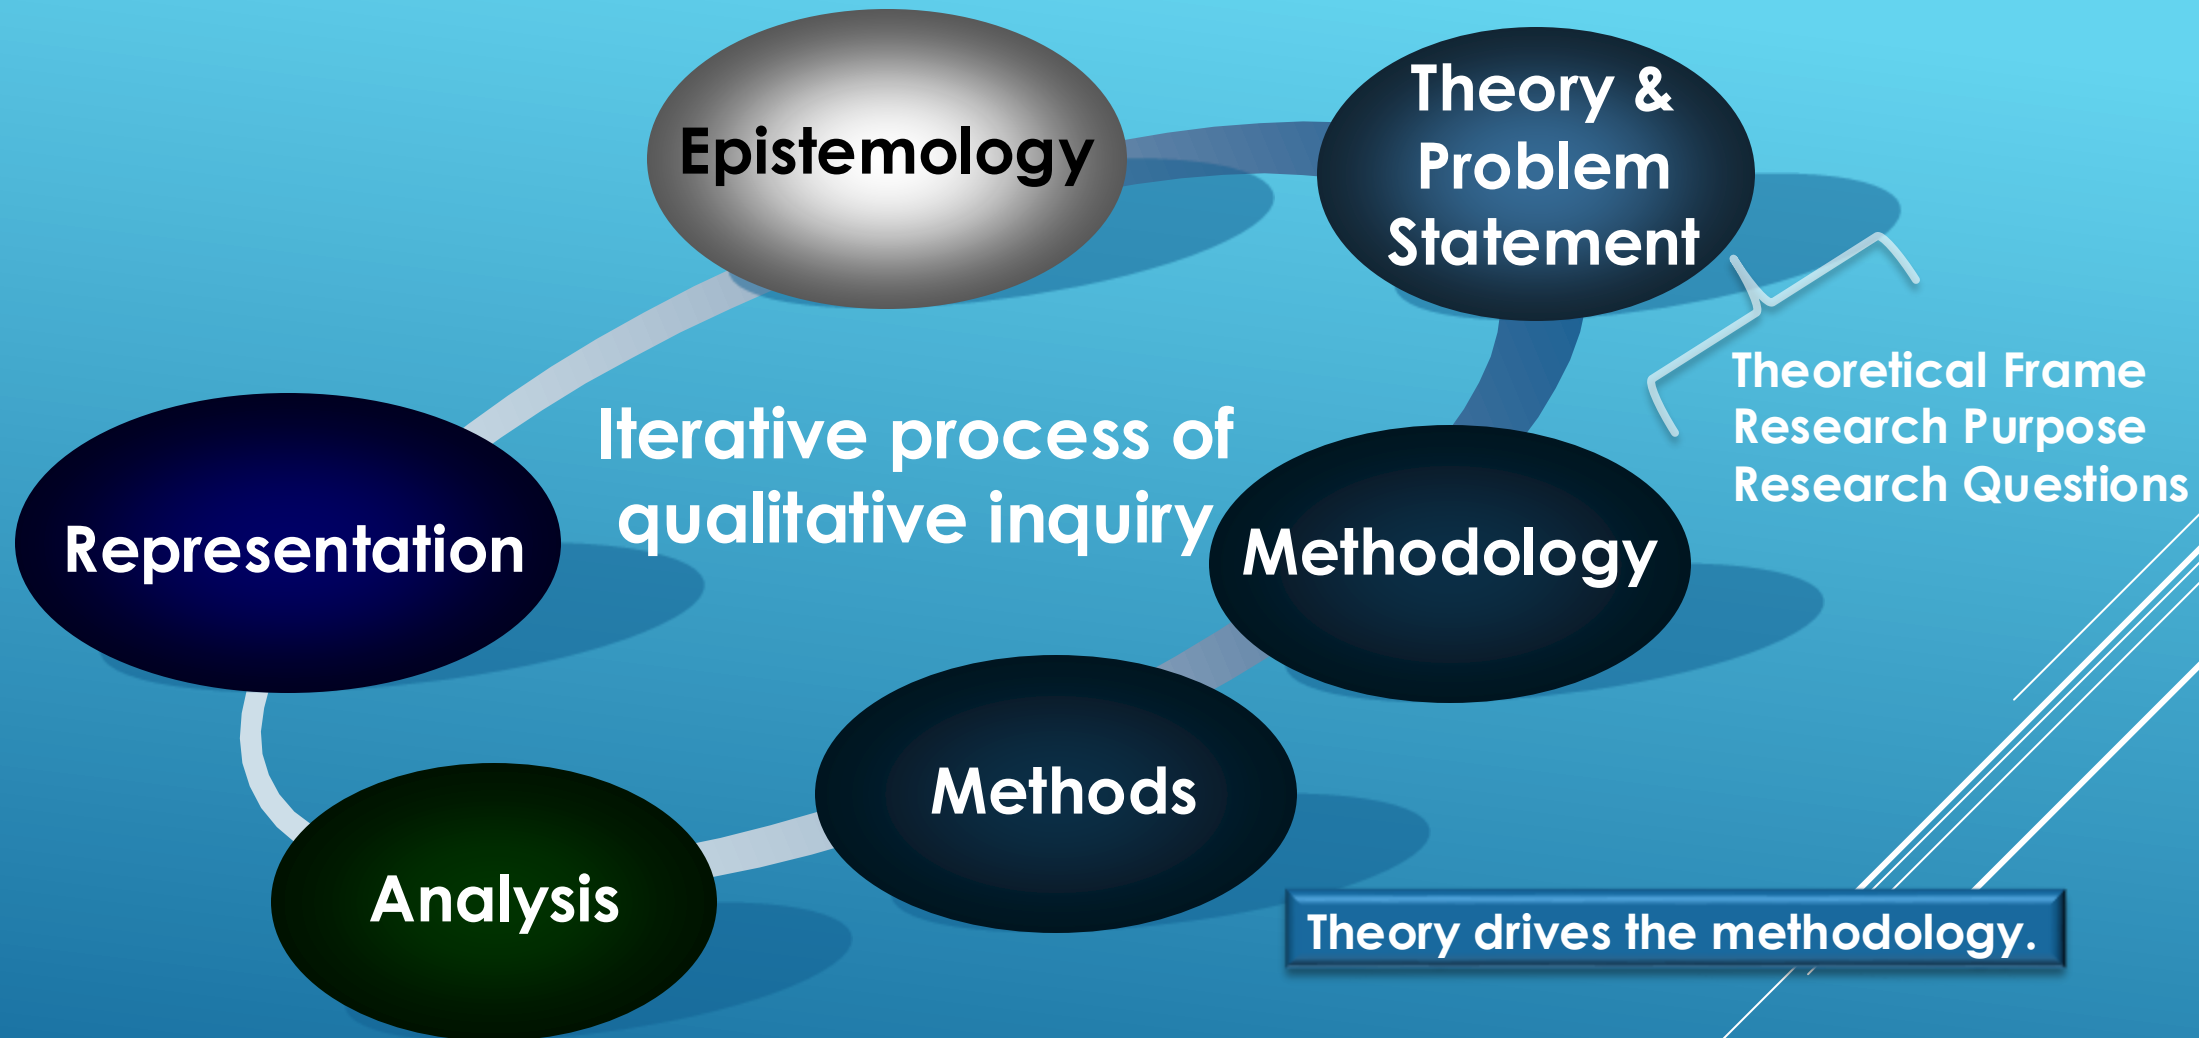 Epistemology
Theory &
Problem
Statement
Theoretical Frame
Research Purpose
Research Questions
Iterative process of
qualitative inquiry
Representation
Methodology
Methods
Analysis
Theory drives the methodology.